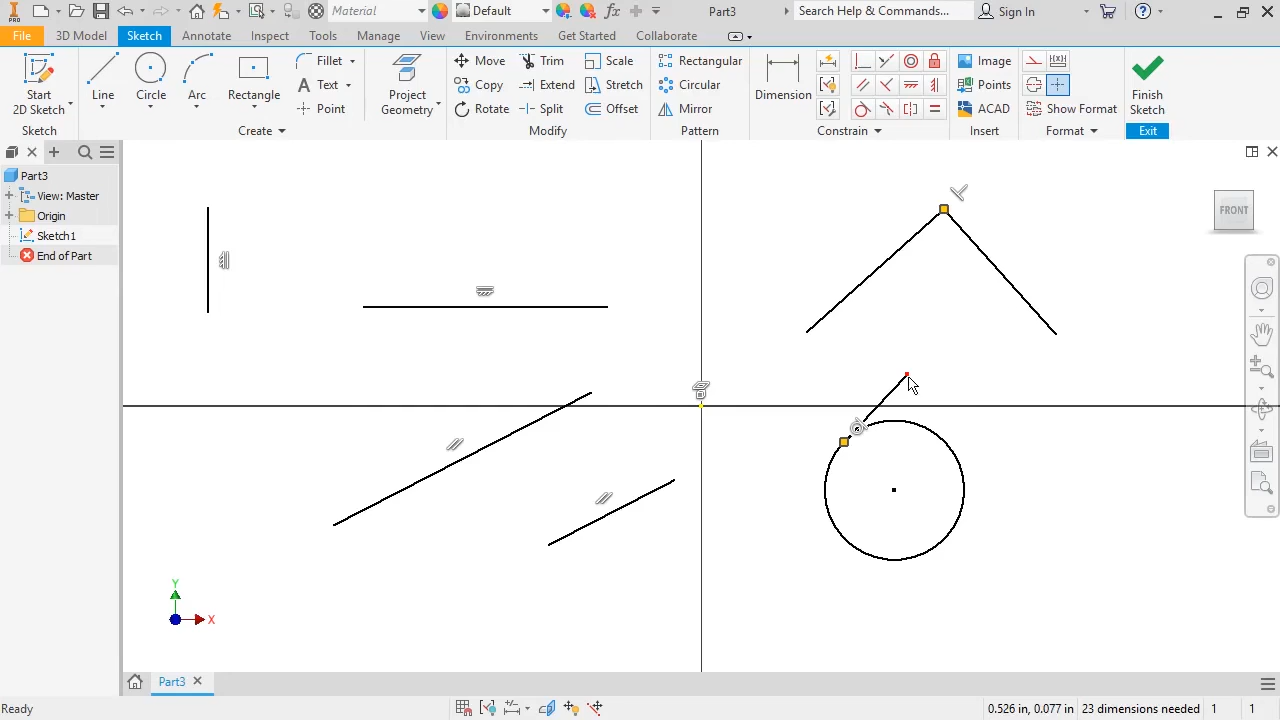 PRO Material Default Part3 Search Help & Commands... Sign In
File 3D Model Sketch Annotate Inspect Tools Manage View Environments Get Started Collaborate
Start 2D Sketch Line Circle Arc Rectangle Fillet Text Point Project Geometry Move Copy Rotate Trim Extend Split Scale Stretch Offset Rectangular Circular Mirror Dimension Image Points ACAD Show Format Finish Sketch
Sketch Create Modify Pattern Constrain Insert Format Exit
Part3
View: Master
Origin
Sketch1
End of Part
FRONT
Y
X
Part3
Ready 0.526 in, 0.077 in 23 dimensions needed 1 1